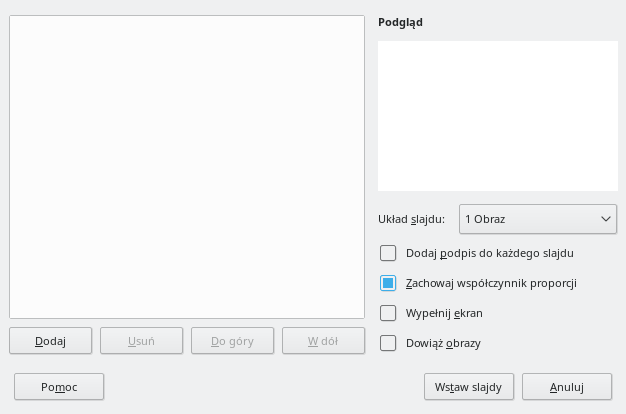 Podgląd
Układ slajdu: 1 Obraz
Dodaj podpis do każdego slajdu
Zachowaj współczynnik proporcji
Wypełnij ekran
Dowiąż obrazy
Dodaj Usuń Do góry W dół
Pomoc Wstaw slajdy Anuluj